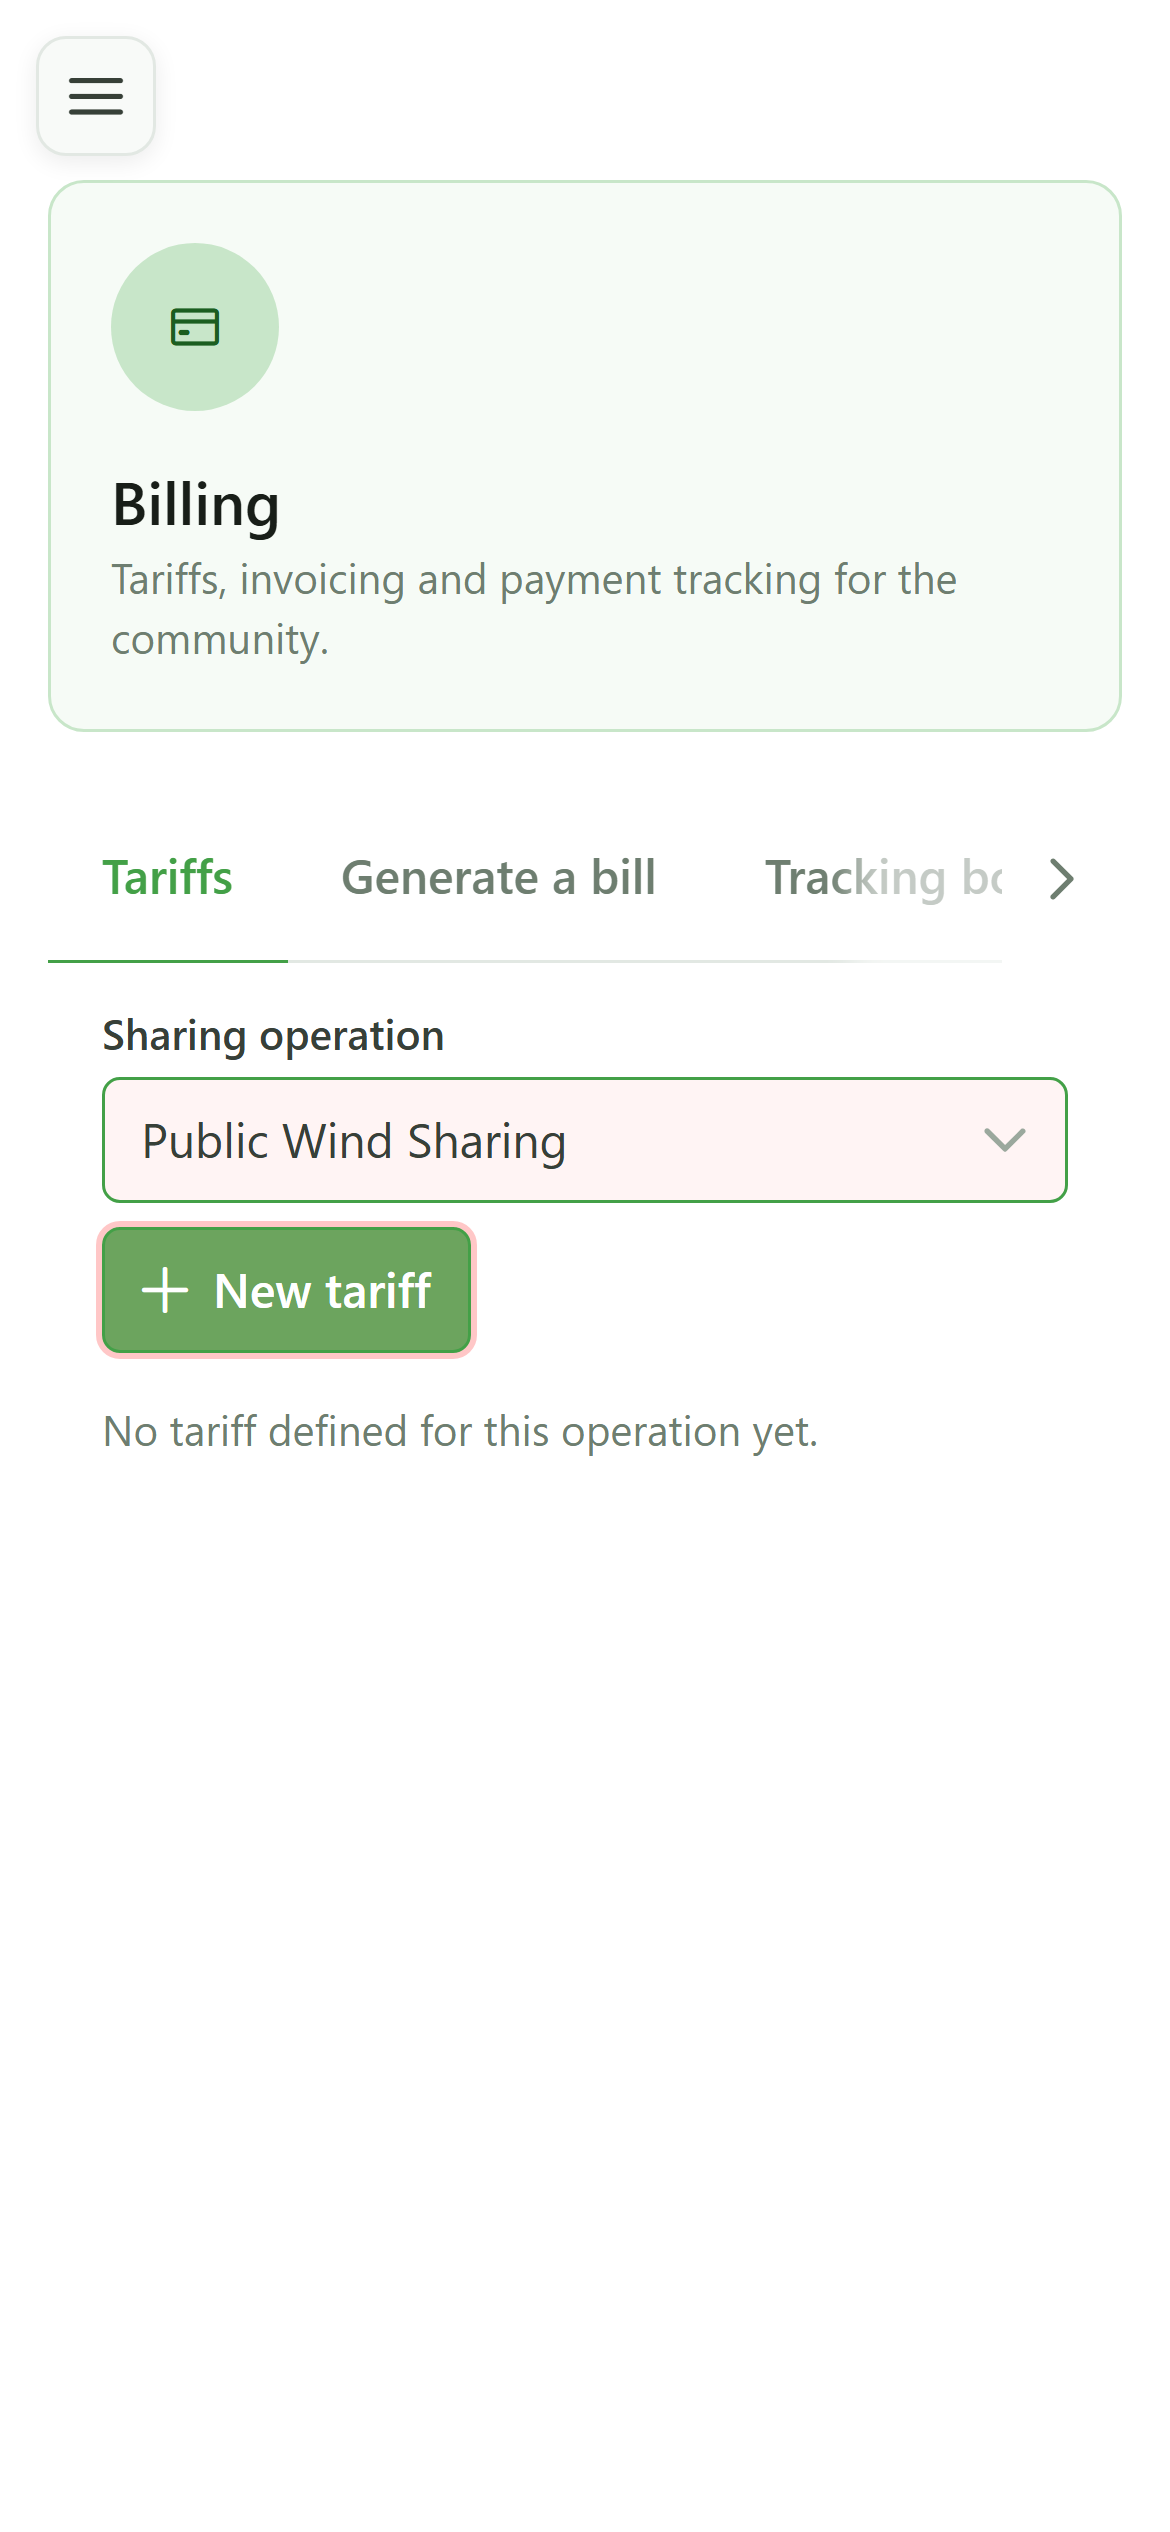 Billing
Tariffs, invoicing and payment tracking for the
community.
Tariffs
Generate a bill
Tracking
Sharing operation
Public Wind Sharing
New tariff
No tariff defined for this operation yet.